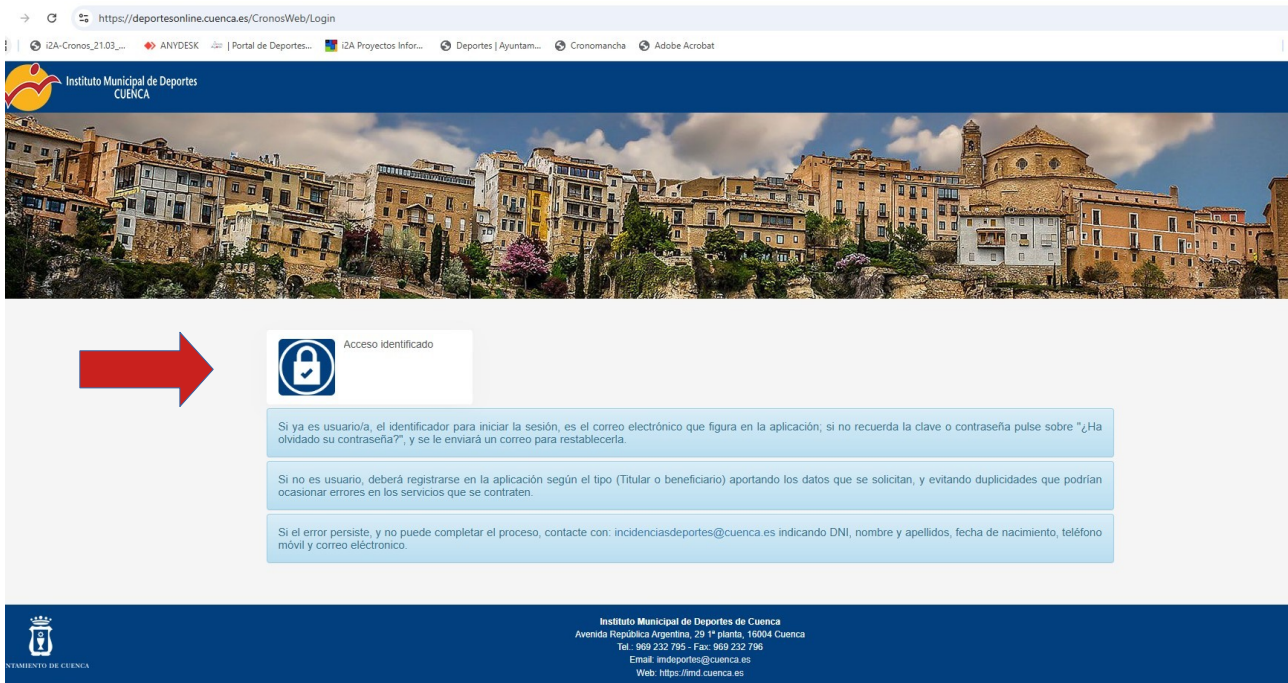 https://deportesonline.cuenca.es/CronosWeb/Login
i2A-Cronos_21.03_... ANYDESK | Portal de Deportes... i2A Proyectos Infor... Deportes | Ayuntam... Cronomancha Adobe Acrobat
Instituto Municipal de Deportes
CUENCA
Acceso identificado
Si ya es usuario/a, el identificador para iniciar la sesión, es el correo electrónico que figura en la aplicación; si no recuerda la clave o contraseña pulse sobre "¿Ha
olvidado su contraseña?", y se le enviará un correo para restablecerla.
Si no es usuario, deberá registrarse en la aplicación según el tipo (Titular o beneficiario) aportando los datos que se solicitan, y evitando duplicidades que podrían
ocasionar errores en los servicios que se contraten.
Si el error persiste, y no puede completar el proceso, contacte con: incidenciasdeportes@cuenca.es indicando DNI, nombre y apellidos, fecha de nacimiento, teléfono
móvil y correo eléctronico.
Instituto Municipal de Deportes de Cuenca
Avenida República Argentina, 29 1ª planta, 16004 Cuenca
Tel.: 969 232 795 - Fax: 969 232 796
Email: imdeportes@cuenca.es
Web: https://imd.cuenca.es
NTAMIENTO DE CUENCA